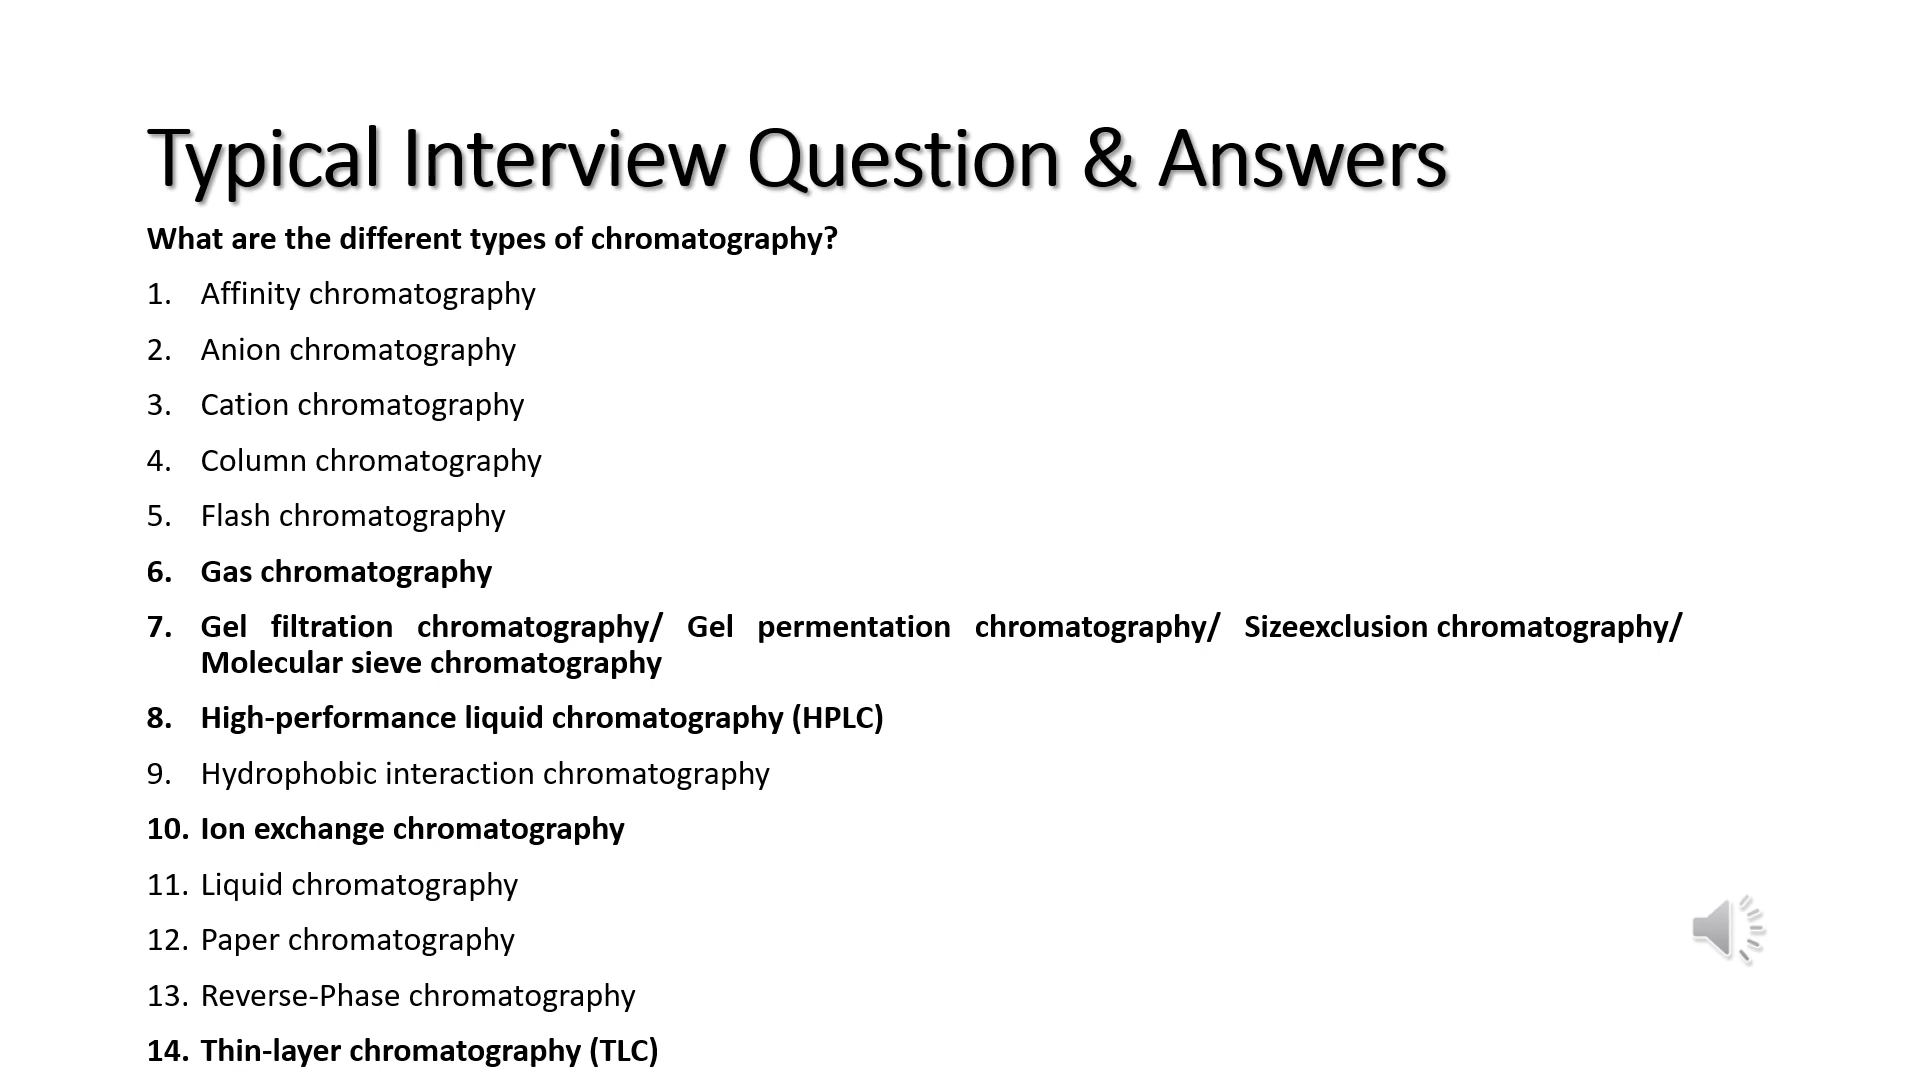 Typical Interview Question & Answers
What are the different types of chromatography?
1. Affinity chromatography
2. Anion chromatography
3. Cation chromatography
4. Column chromatography
5. Flash chromatography
6. Gas chromatography
7. Gel filtration chromatography/ Gel permentation chromatography/ Sizeexclusion chromatography/
Molecular sieve chromatography
8. High-performance liquid chromatography (HPLC)
9. Hydrophobic interaction chromatography
10. Ion exchange chromatography
11. Liquid chromatography
12. Paper chromatography
13. Reverse-Phase chromatography
14. Thin-layer chromatography (TLC)